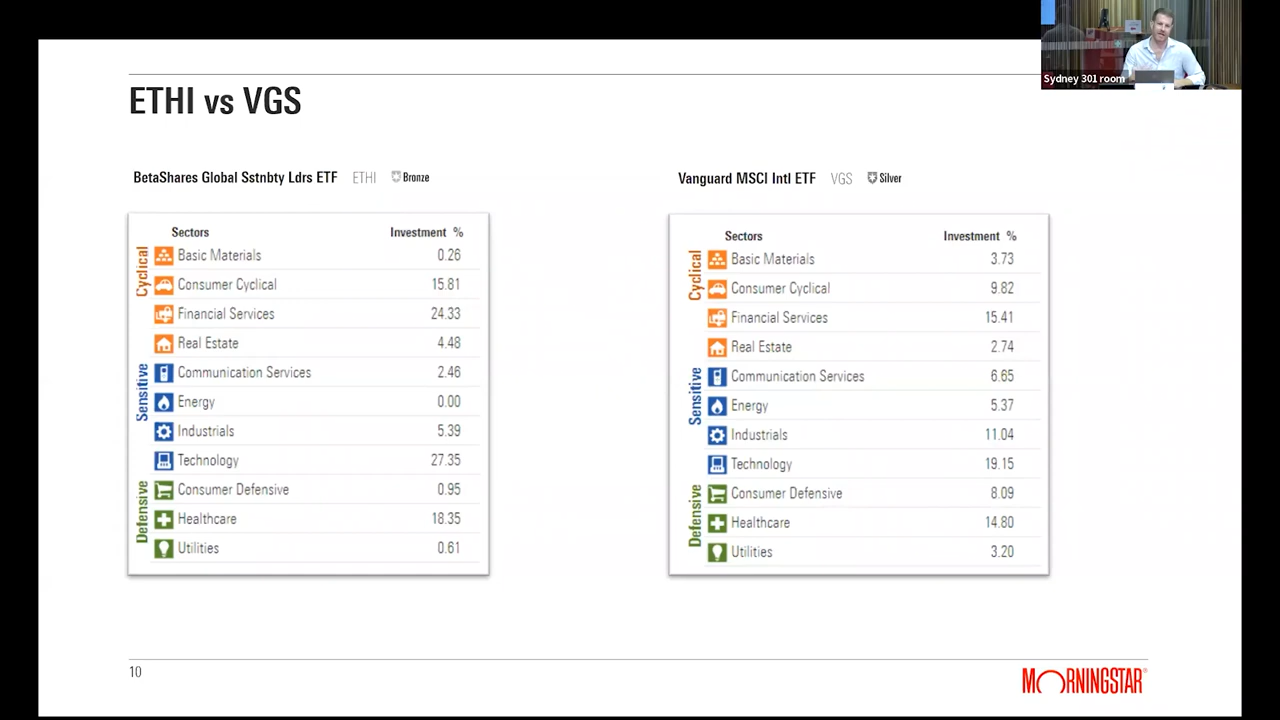 Sydney 301 room
ETHI vs VGS
BetaShares Global Sstnbty Ldrs ETF ETHI Bronze
Sectors Investment %
Cyclical
Basic Materials 0.26
Consumer Cyclical 15.81
Financial Services 24.33
Real Estate 4.48
Sensitive
Communication Services 2.46
Energy 0.00
Industrials 5.39
Technology 27.35
Defensive
Consumer Defensive 0.95
Healthcare 18.35
Utilities 0.61
Vanguard MSCI Intl ETF VGS Silver
Sectors Investment %
Cyclical
Basic Materials 3.73
Consumer Cyclical 9.82
Financial Services 15.41
Real Estate 2.74
Sensitive
Communication Services 6.65
Energy 5.37
Industrials 11.04
Technology 19.15
Defensive
Consumer Defensive 8.09
Healthcare 14.80
Utilities 3.20
10
MORNINGSTAR®